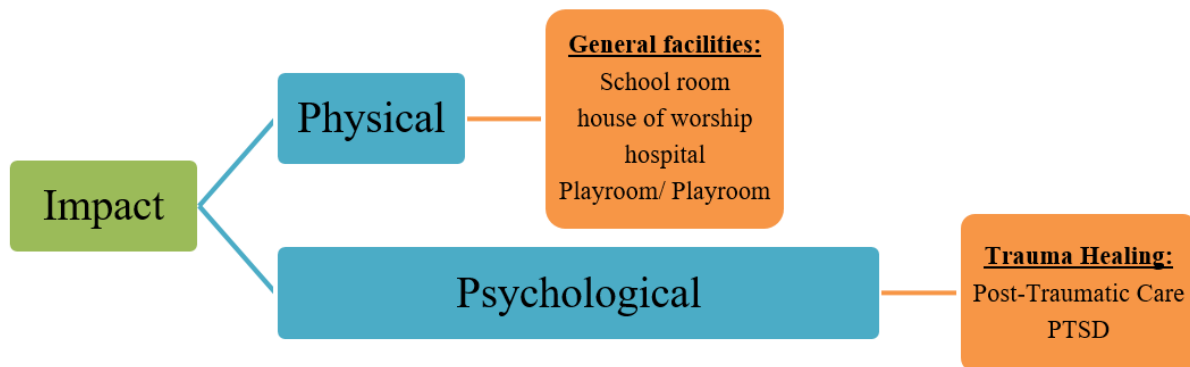 Impact
Physical
General facilities:
School room
house of worship
hospital
Playroom/ Playroom
Psychological
Trauma Healing:
Post-Traumatic Care
PTSD